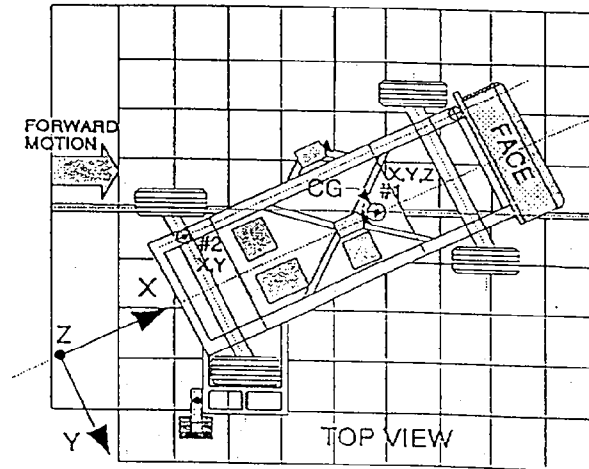 FORWARD
MOTION
FACE
X,Y,Z
#1
CG
#2
X,Y
X
Z
Y
TOP VIEW